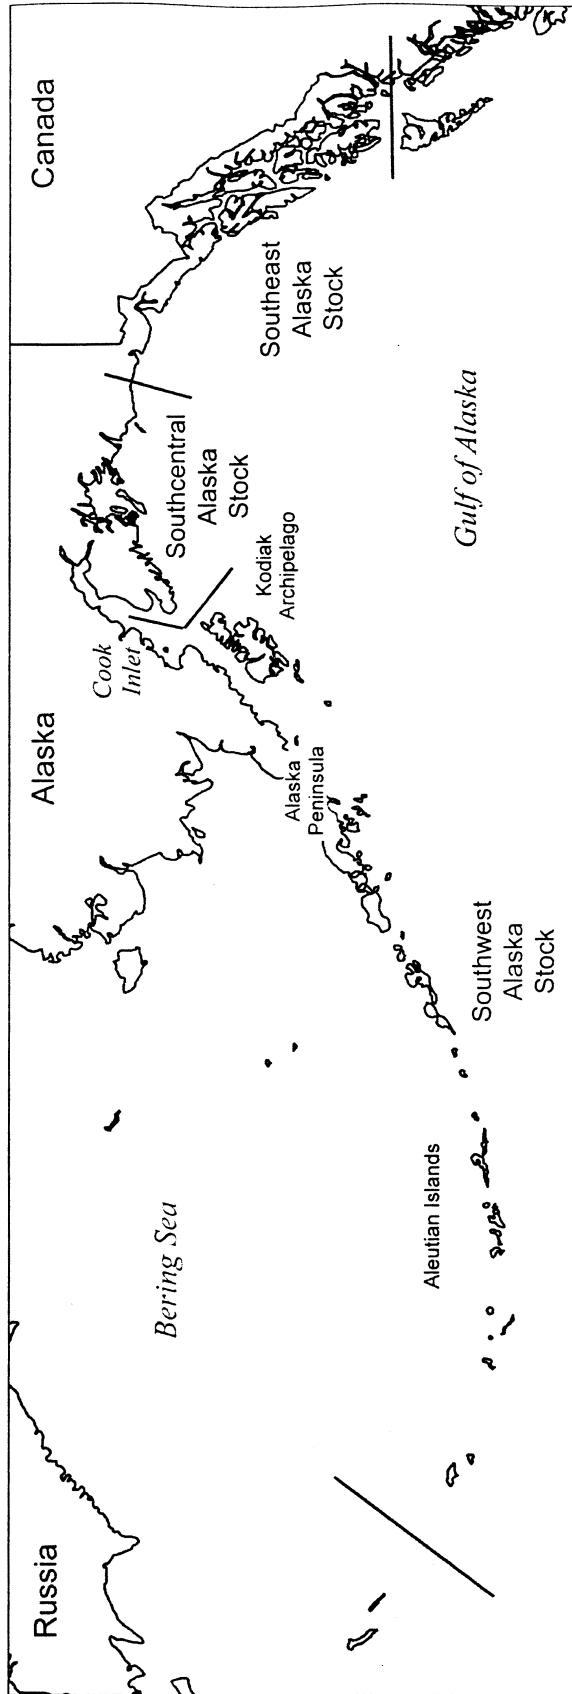 Russia
Alaska
Canada
Bering Sea
Cook
Inlet
Southcentral
Alaska
Stock
Southeast
Alaska
Stock
Kodiak
Archipelago
Alaska
Peninsula
Gulf of Alaska
Aleutian Islands
Southwest
Alaska
Stock